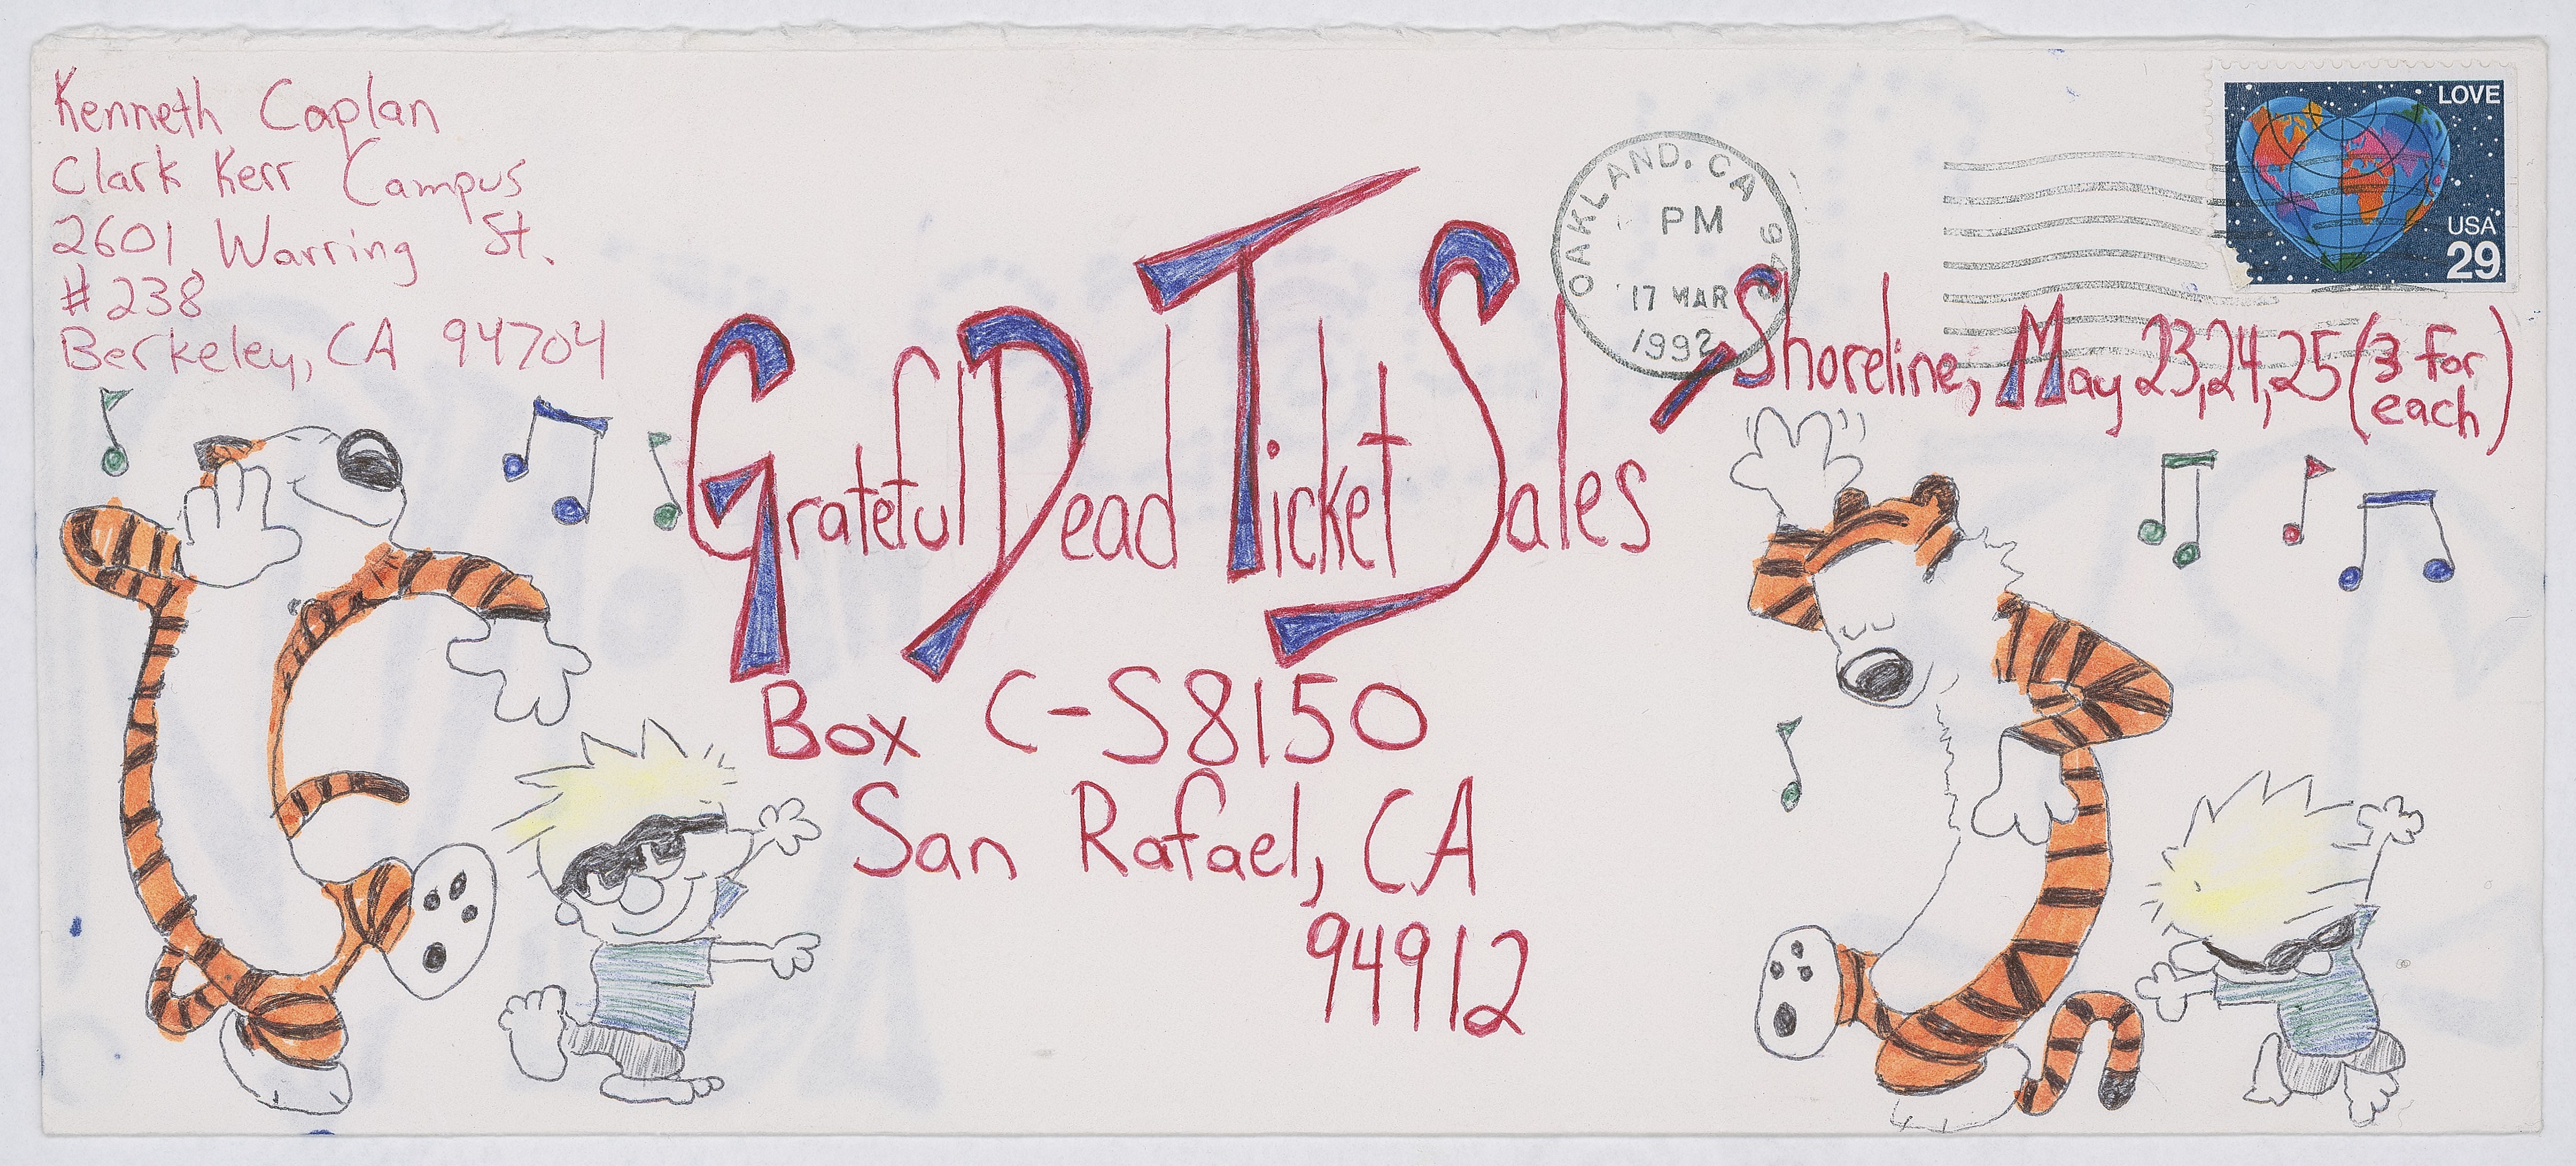 Kenneth Caplan
Clark Kerr Campus
2601 Warring St.
#238
Berkeley, CA 94704
LOVE
USA
29
OAKLAND, CA
PM
17 MAR
1992
Grateful Dead Ticket Sales
Shoreline, May 23,24,25 (3 for each)
Box C-S8150
San Rafael, CA
94912